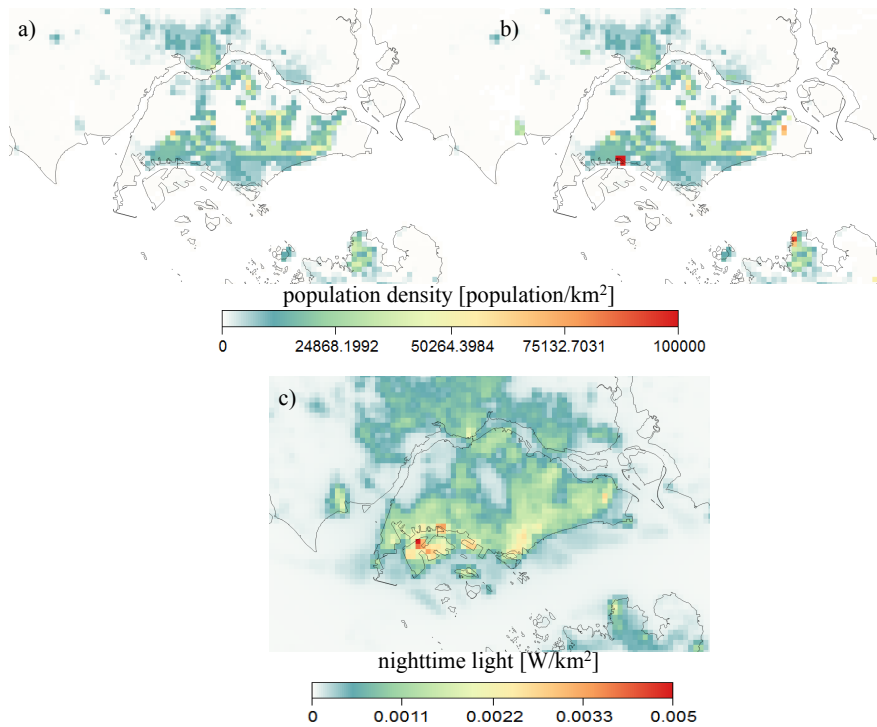 a)
b)
population density [population/km²]
0 24868.1992 50264.3984 75132.7031 100000
c)
nighttime light [W/km²]
0 0.0011 0.0022 0.0033 0.005